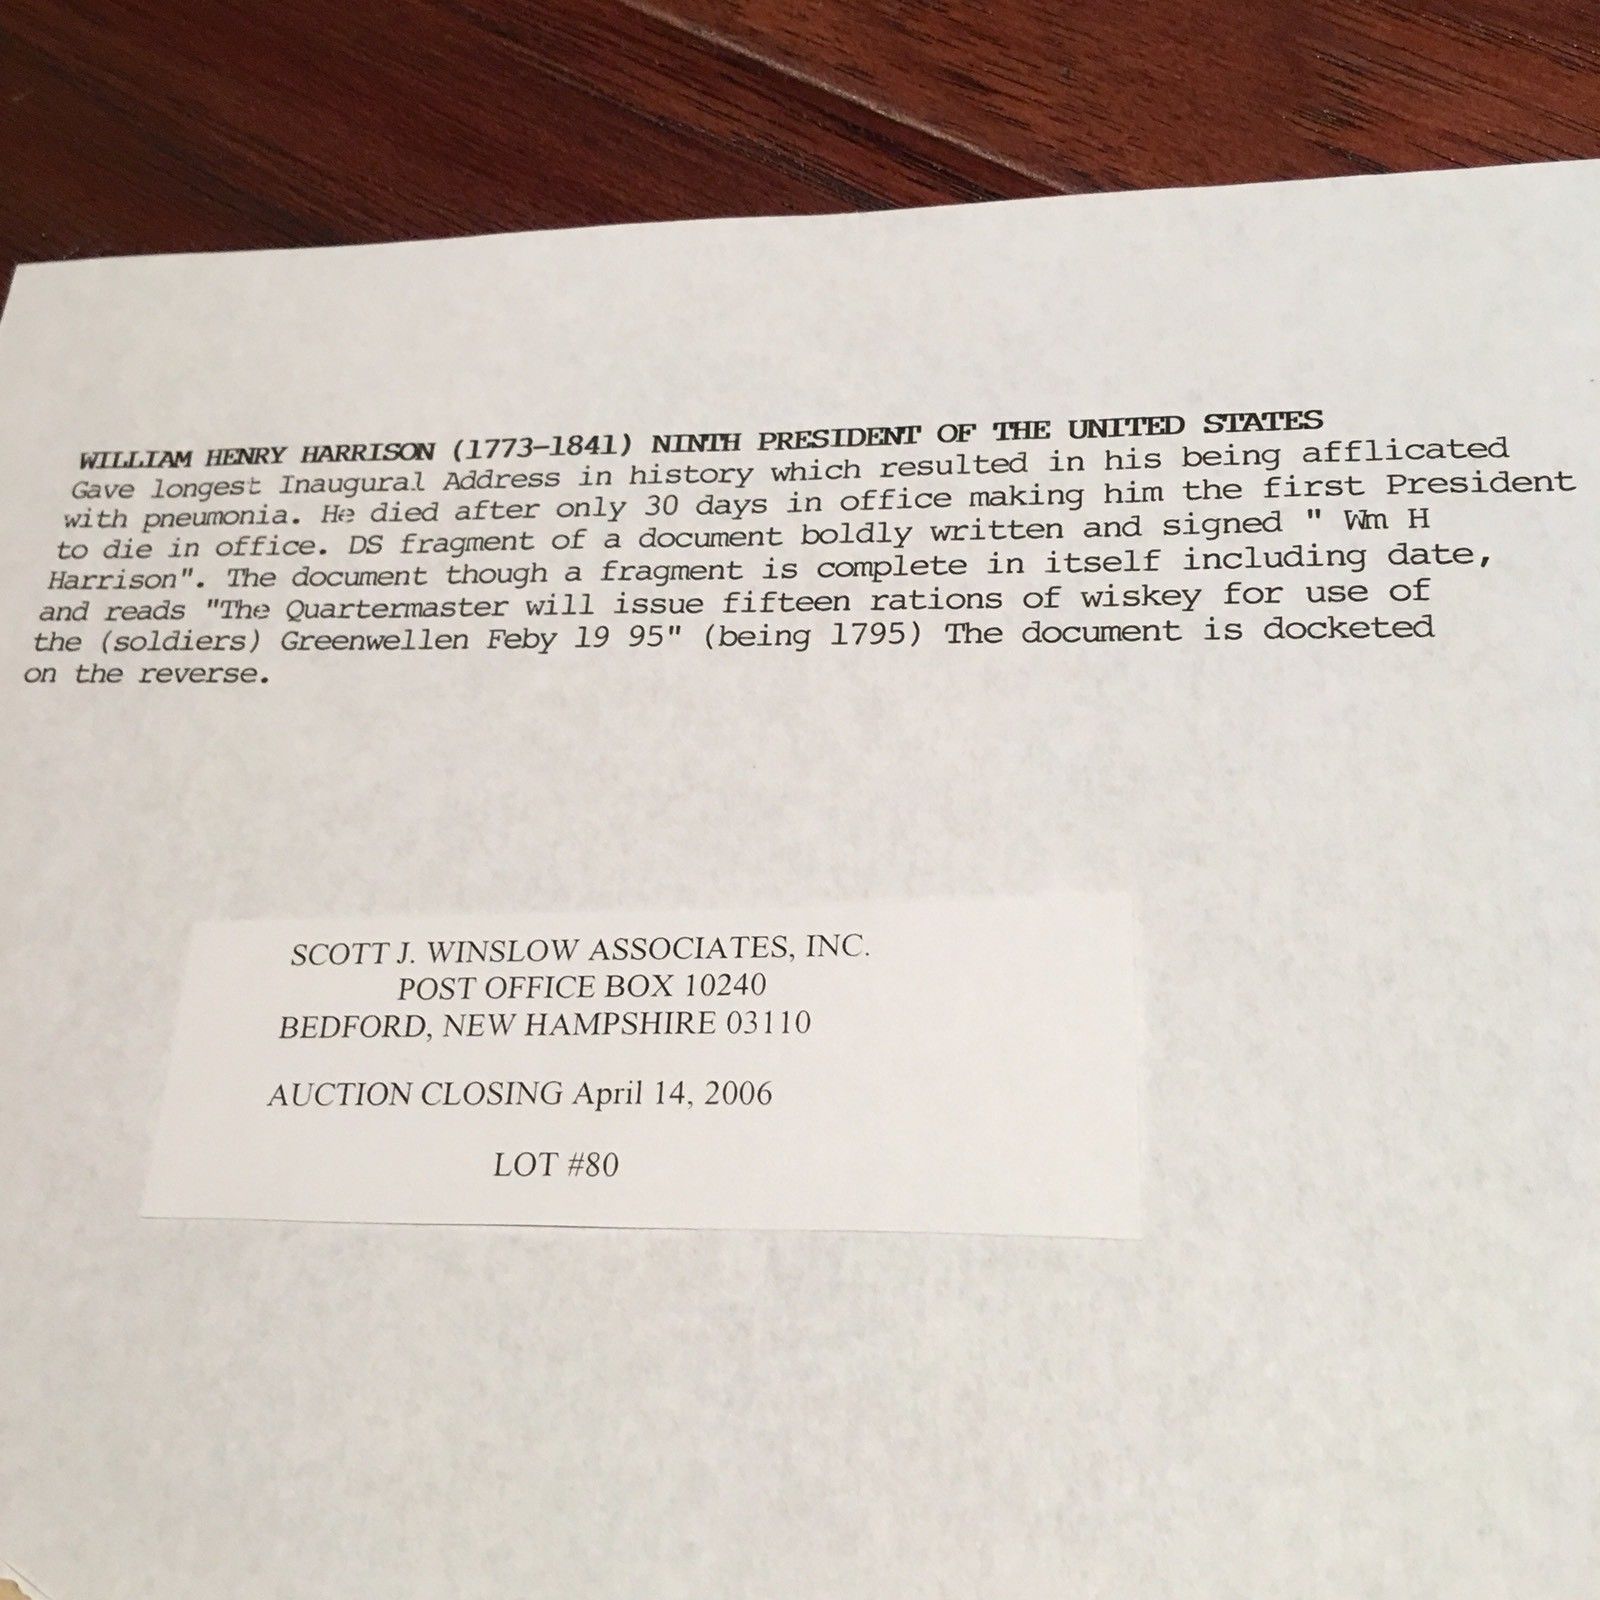 WILLIAM HENRY HARRISON (1773-1841) NINTH PRESIDENT OF THE UNITED STATES
Gave longest Inaugural Address in history which resulted in his being afflicated
with pneumonia. He died after only 30 days in office making him the first President
to die in office. DS fragment of a document boldly written and signed " Wm H
Harrison". The document though a fragment is complete in itself including date,
and reads "The Quartermaster will issue fifteen rations of wiskey for use of
the (soldiers) Greenwellen Feby 19 95" (being 1795) The document is docketed
on the reverse.
SCOTT J. WINSLOW ASSOCIATES, INC.
POST OFFICE BOX 10240
BEDFORD, NEW HAMPSHIRE 03110
AUCTION CLOSING April 14, 2006
LOT #80